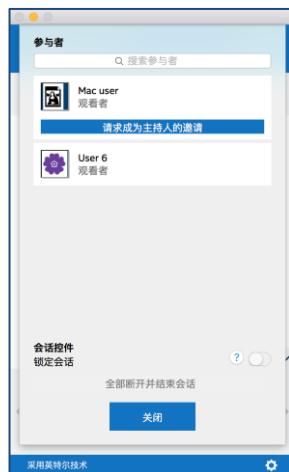 参与者
搜索参与者
Mac user
观看者
请求成为主持人的邀请
User 6
观看者
会话控件
锁定会话
?
全部断开并结束会话
关闭
采用英特尔技术